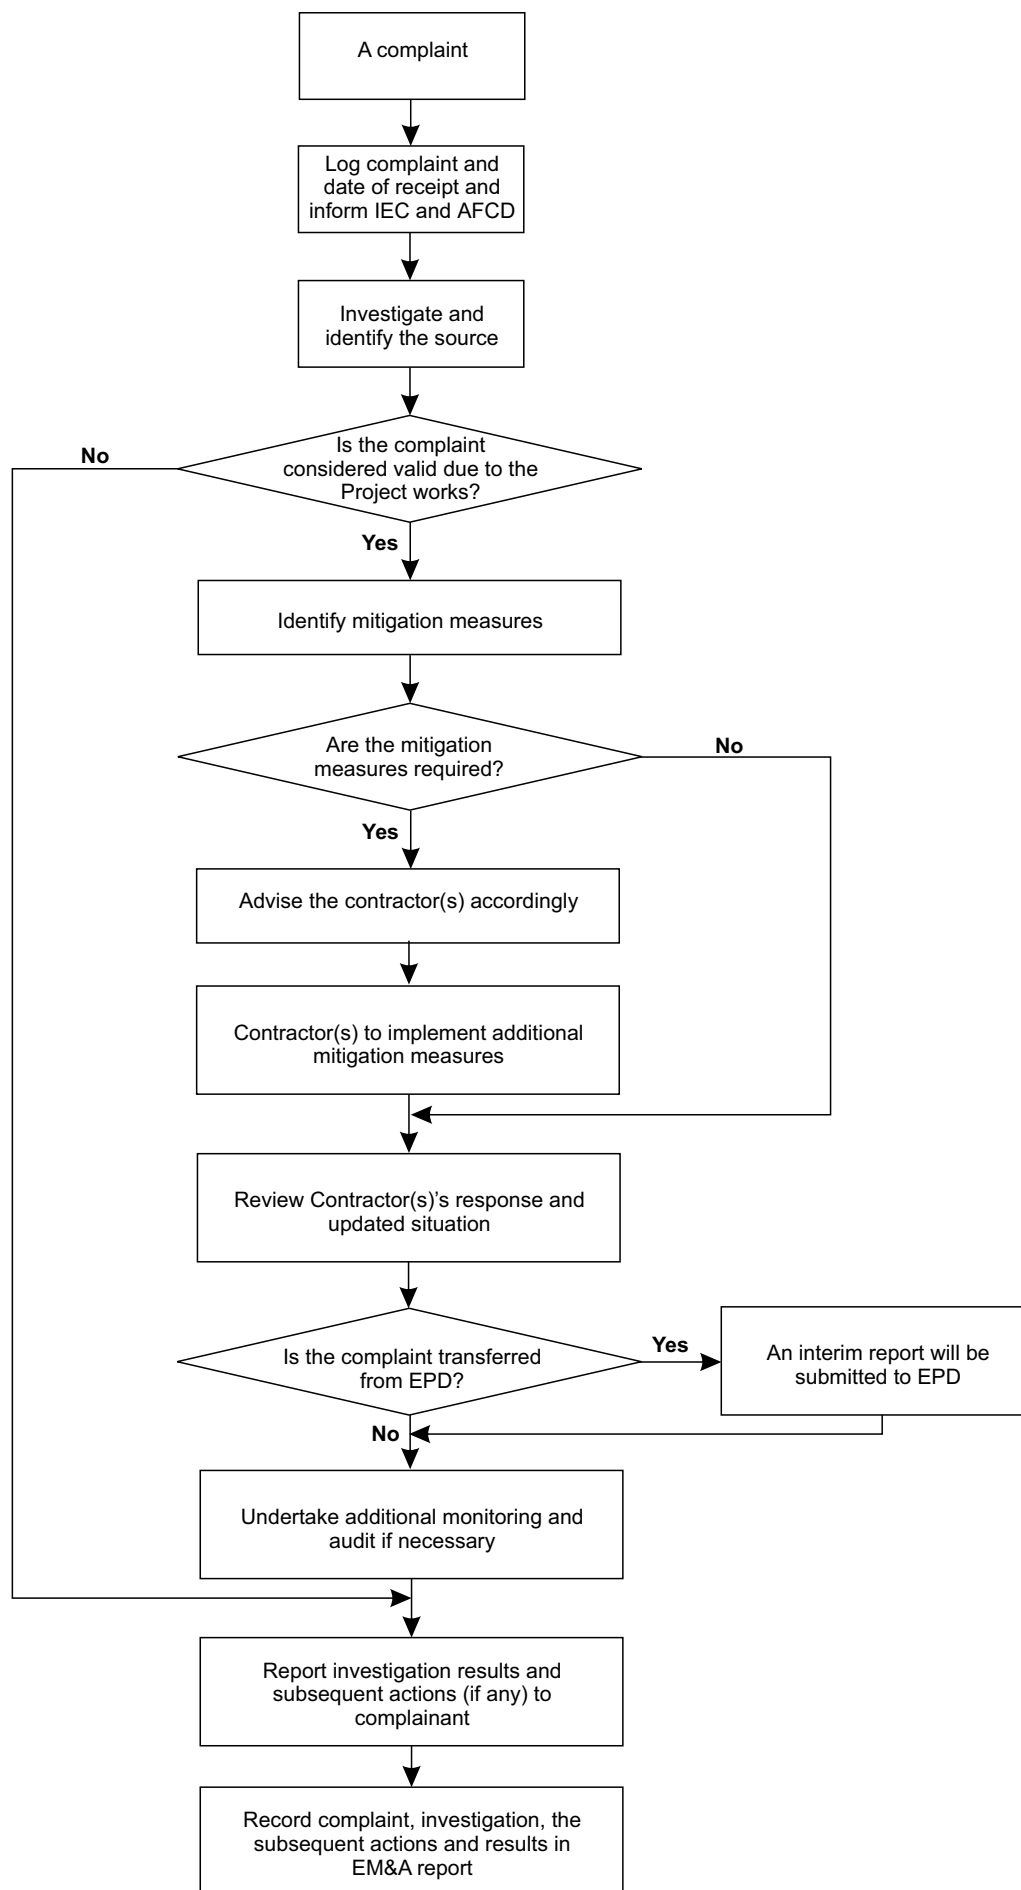 A complaint
Log complaint and
date of receipt and
inform IEC and AFCD
Investigate and
identify the source
Is the complaint
considered valid due to the
Project works?
No
Yes
Identify mitigation measures
Are the mitigation
measures required?
No
Yes
Advise the contractor(s) accordingly
Contractor(s) to implement additional
mitigation measures
Review Contractor(s)'s response and
updated situation
Is the complaint transferred
from EPD?
Yes
An interim report will be
submitted to EPD
No
Undertake additional monitoring and
audit if necessary
Report investigation results and
subsequent actions (if any) to
complainant
Record complaint, investigation, the
subsequent actions and results in
EM&A report